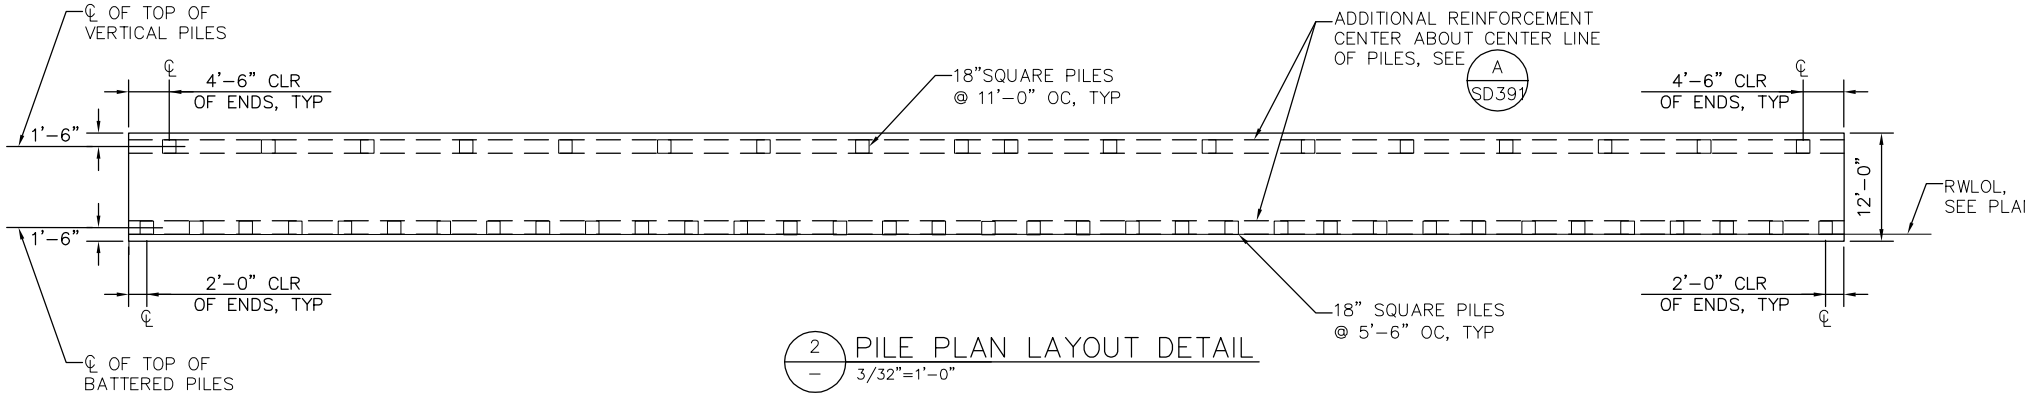 ℄ OF TOP OF
VERTICAL PILES
℄
4'-6" CLR
OF ENDS, TYP
18"SQUARE PILES
@ 11'-0" OC, TYP
ADDITIONAL REINFORCEMENT
CENTER ABOUT CENTER LINE
OF PILES, SEE
A
SD391
℄
4'-6" CLR
OF ENDS, TYP
1'-6"
12'-0"
RWLOL,
SEE PLAI
1'-6"
2'-0" CLR
OF ENDS, TYP
℄
2'-0" CLR
OF ENDS, TYP
℄
18" SQUARE PILES
@ 5'-6" OC, TYP
℄ OF TOP OF
BATTERED PILES
2
–
PILE PLAN LAYOUT DETAIL
3/32"=1'-0"